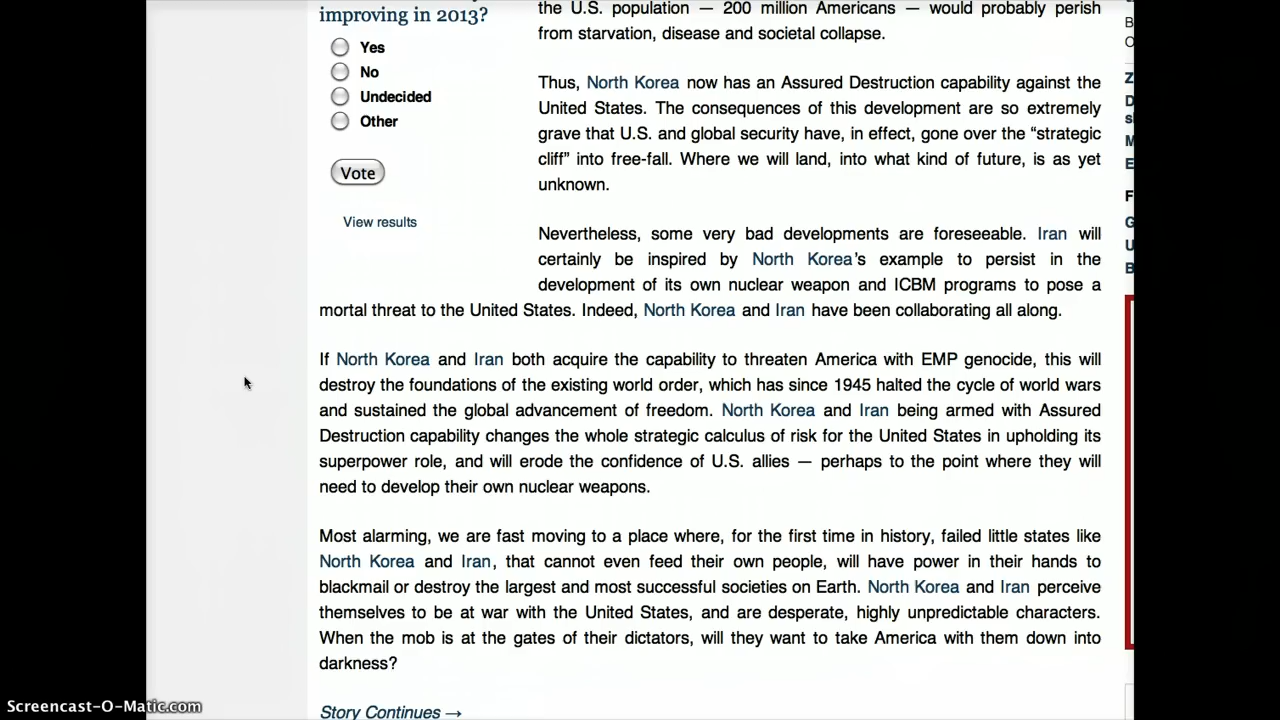 improving in 2013?
Yes
No
Undecided
Other
Vote
View results
the U.S. population — 200 million Americans — would probably perish
from starvation, disease and societal collapse.
Thus, North Korea now has an Assured Destruction capability against the
United States. The consequences of this development are so extremely
grave that U.S. and global security have, in effect, gone over the “strategic
cliff” into free-fall. Where we will land, into what kind of future, is as yet
unknown.
Nevertheless, some very bad developments are foreseeable. Iran will
certainly be inspired by North Korea’s example to persist in the
development of its own nuclear weapon and ICBM programs to pose a
mortal threat to the United States. Indeed, North Korea and Iran have been collaborating all along.
If North Korea and Iran both acquire the capability to threaten America with EMP genocide, this will
destroy the foundations of the existing world order, which has since 1945 halted the cycle of world wars
and sustained the global advancement of freedom. North Korea and Iran being armed with Assured
Destruction capability changes the whole strategic calculus of risk for the United States in upholding its
superpower role, and will erode the confidence of U.S. allies — perhaps to the point where they will
need to develop their own nuclear weapons.
Most alarming, we are fast moving to a place where, for the first time in history, failed little states like
North Korea and Iran, that cannot even feed their own people, will have power in their hands to
blackmail or destroy the largest and most successful societies on Earth. North Korea and Iran perceive
themselves to be at war with the United States, and are desperate, highly unpredictable characters.
When the mob is at the gates of their dictators, will they want to take America with them down into
darkness?
Story Continues →
Screencast-O-Matic.com